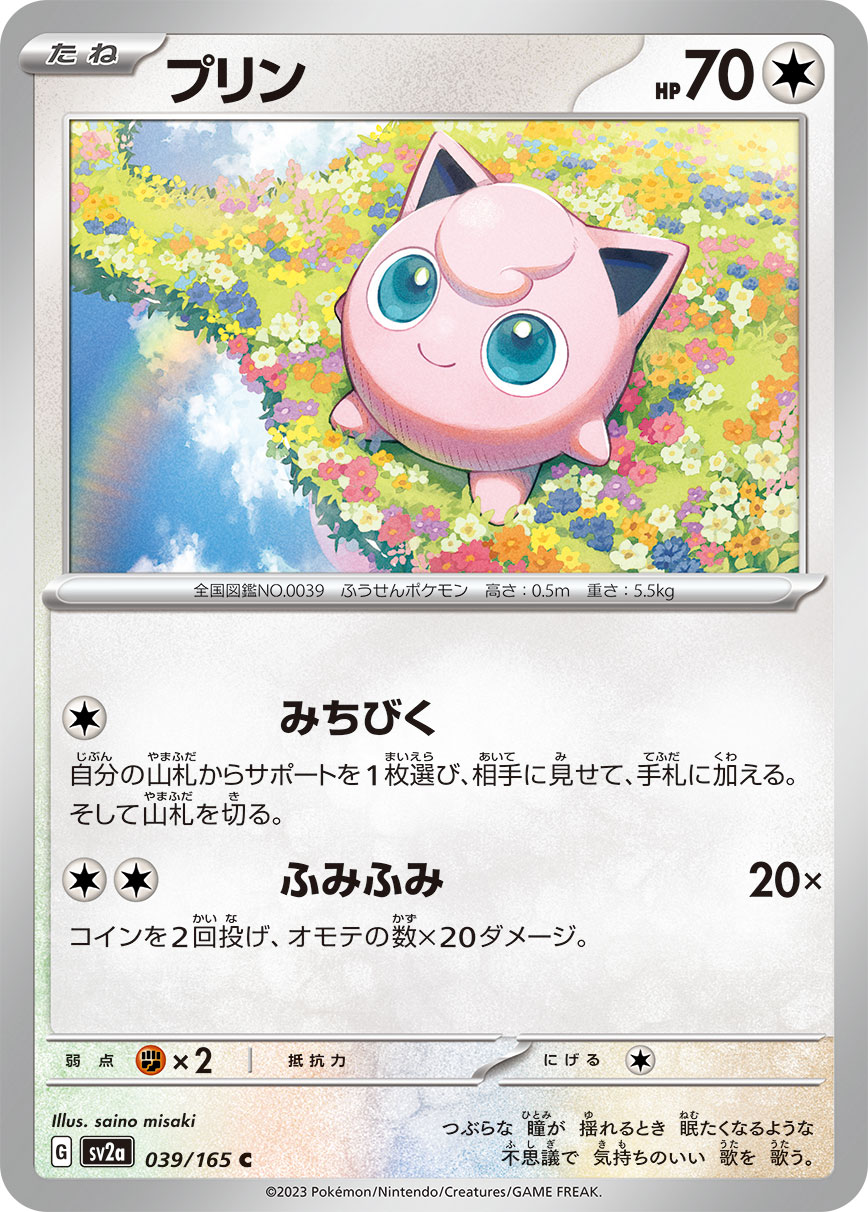 たね
プリン
HP70
全国図鑑NO.0039 ふうせんポケモン 高さ：0.5m 重さ：5.5kg
みちびく
自分の山札からサポートを1枚選び、相手に見せて、手札に加える。
そして山札を切る。
ふみふみ 20×
コインを2回投げ、オモテの数×20ダメージ。
弱点 ×2 抵抗力 にげる
Illus. saino misaki
G sv2a 039/165 C
つぶらな 瞳が 揺れるとき 眠たくなるような
不思議で 気持ちのいい 歌を 歌う。
©2023 Pokémon/Nintendo/Creatures/GAME FREAK.